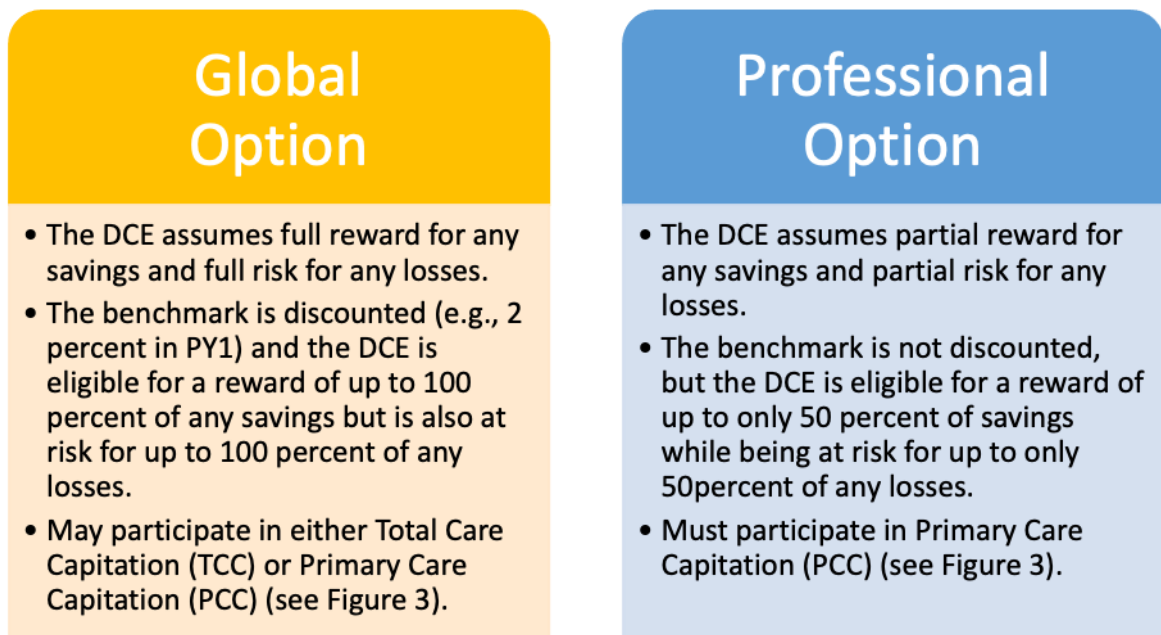 Global
Option
• The DCE assumes full reward for any
savings and full risk for any losses.
• The benchmark is discounted (e.g., 2
percent in PY1) and the DCE is
eligible for a reward of up to 100
percent of any savings but is also at
risk for up to 100 percent of any
losses.
• May participate in either Total Care
Capitation (TCC) or Primary Care
Capitation (PCC) (see Figure 3).
Professional
Option
• The DCE assumes partial reward for
any savings and partial risk for any
losses.
• The benchmark is not discounted,
but the DCE is eligible for a reward of
up to only 50 percent of savings
while being at risk for up to only
50percent of any losses.
• Must participate in Primary Care
Capitation (PCC) (see Figure 3).